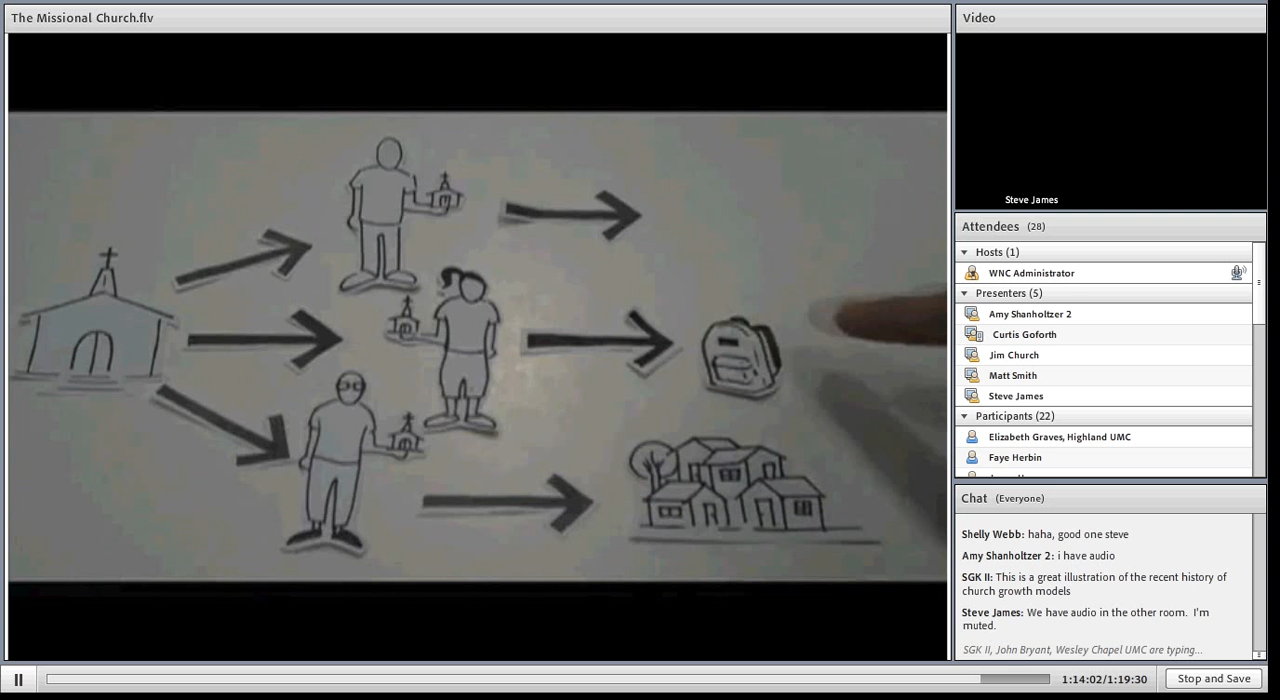 The Missional Church.flv
Video
Steve James
Attendees (28)
Hosts (1)
WNC Administrator
Presenters (5)
Amy Shanholtzer 2
Curtis Goforth
Jim Church
Matt Smith
Steve James
Participants (22)
Elizabeth Graves, Highland UMC
Faye Herbin
Chat (Everyone)
Shelly Webb: haha, good one steve
Amy Shanholtzer 2: i have audio
SGK II: This is a great illustration of the recent history of
church growth models
Steve James: We have audio in the other room. I'm
muted.
SGK II, John Bryant, Wesley Chapel UMC are typing...
1:14:02/1:19:30
Stop and Save